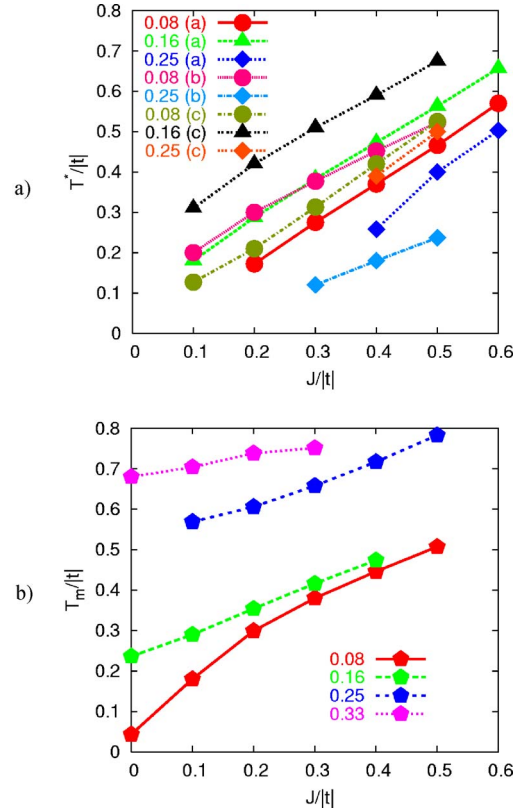 a)
T*/|t|
0.8
0.7
0.6
0.5
0.4
0.3
0.2
0.1
0
0.08 (a)
0.16 (a)
0.25 (a)
0.08 (b)
0.25 (b)
0.08 (c)
0.16 (c)
0.25 (c)
0 0.1 0.2 0.3 0.4 0.5 0.6
J/|t|
b)
Tm/|t|
0.8
0.7
0.6
0.5
0.4
0.3
0.2
0.1
0
0.08
0.16
0.25
0.33
0 0.1 0.2 0.3 0.4 0.5 0.6
J/|t|